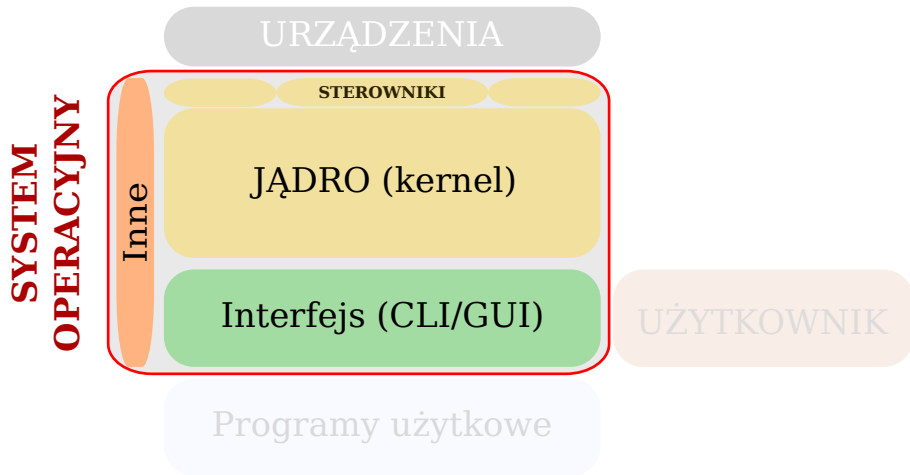 URZĄDZENIA
SYSTEM
OPERACYJNY
Inne
STEROWNIKI
JĄDRO (kernel)
Interfejs (CLI/GUI)
UŻYTKOWNIK
Programy użytkowe